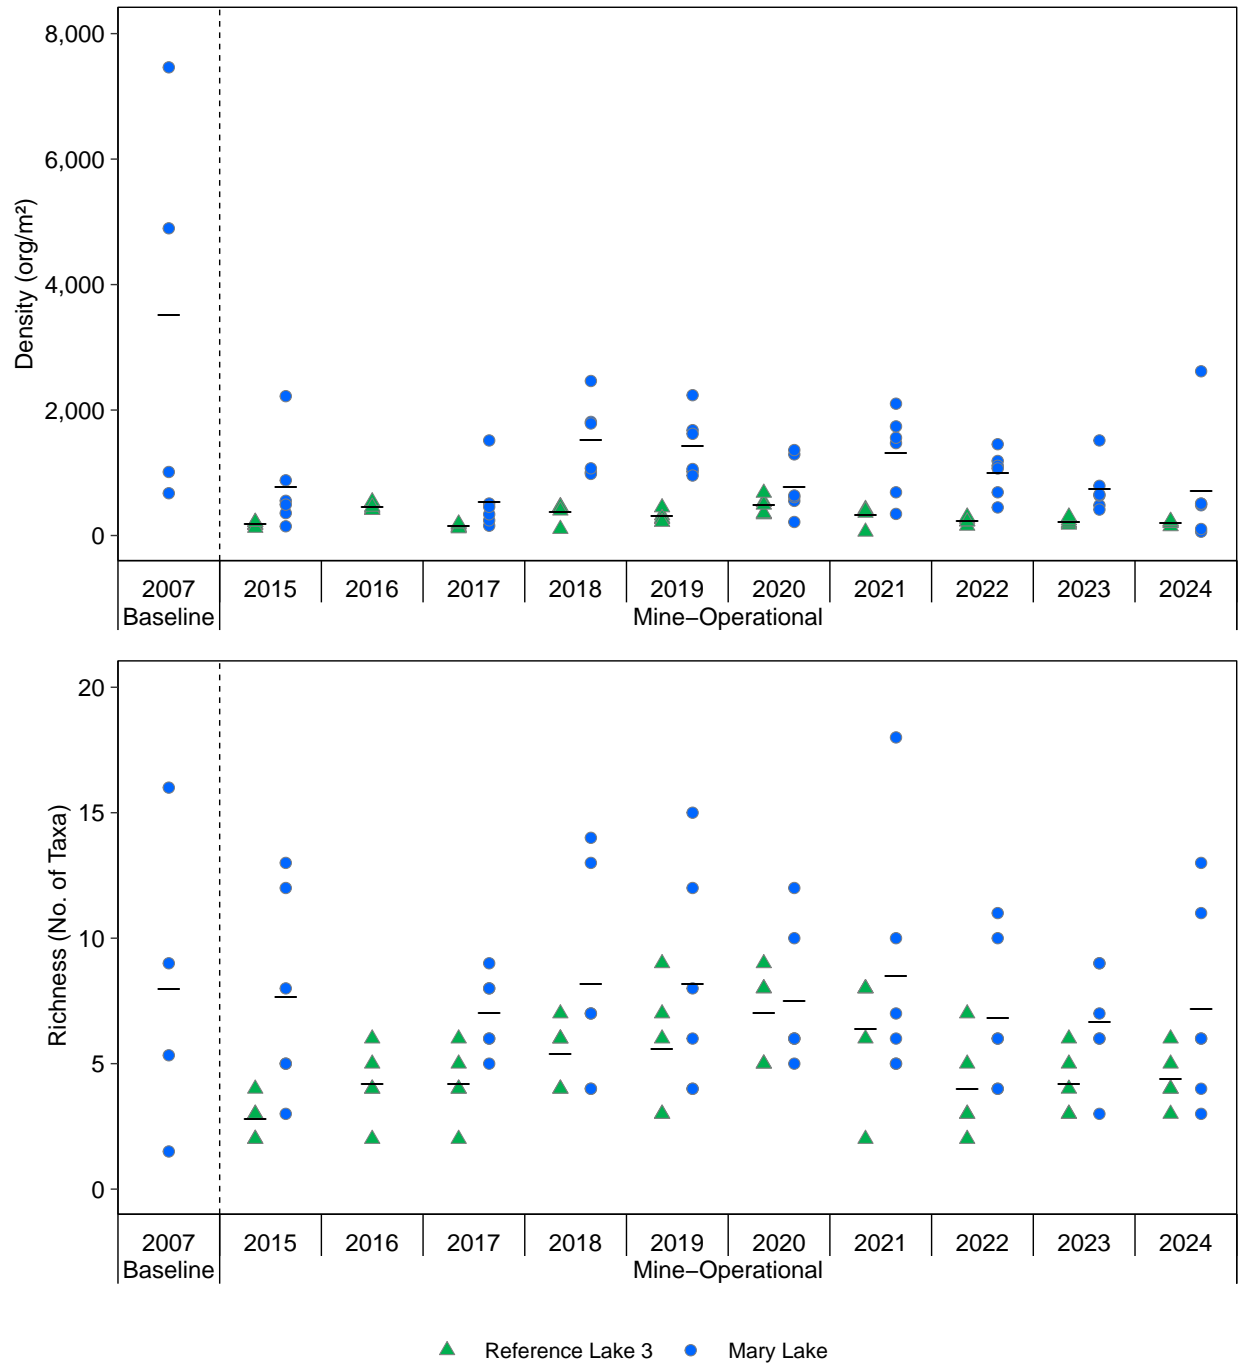 8,000
6,000
4,000
2,000
0
Density (org/m²)
2007 2015 2016 2017 2018 2019 2020 2021 2022 2023 2024
Baseline Mine−Operational
20
15
10
5
0
Richness (No. of Taxa)
2007 2015 2016 2017 2018 2019 2020 2021 2022 2023 2024
Baseline Mine−Operational
Reference Lake 3 Mary Lake